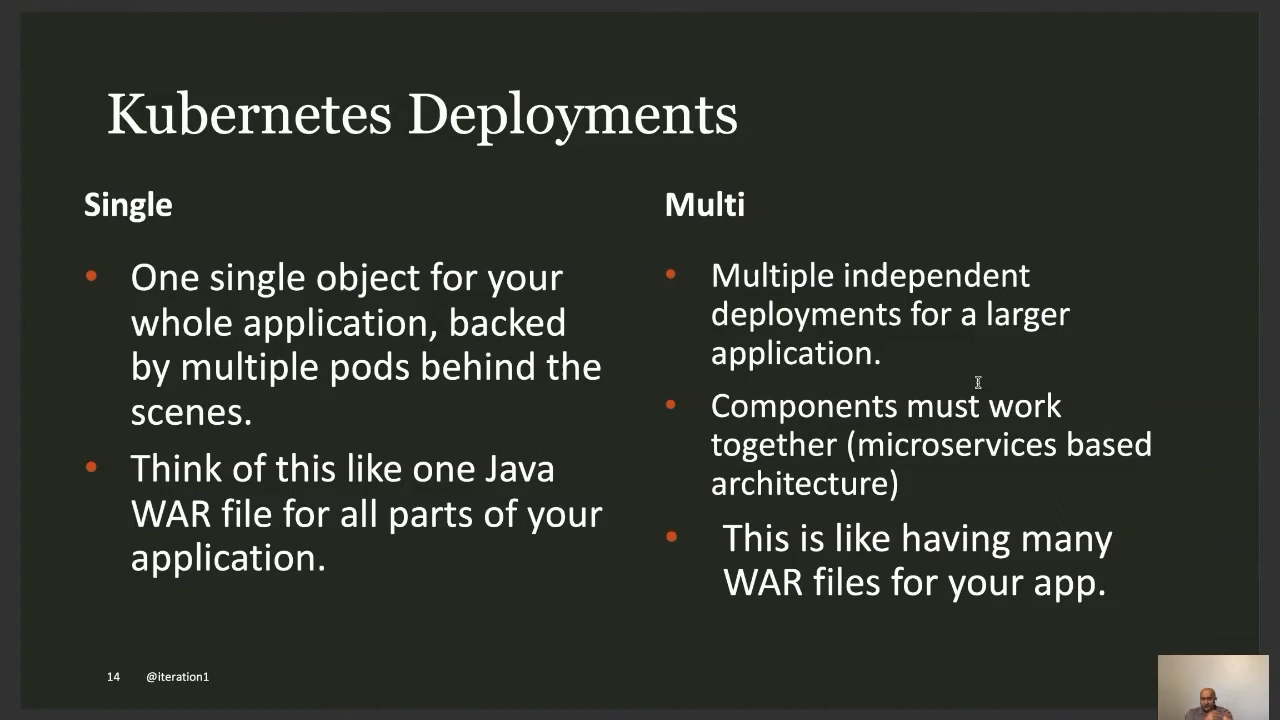 Kubernetes Deployments
Single
One single object for your
whole application, backed
by multiple pods behind the
scenes.
Think of this like one Java
WAR file for all parts of your
application.
Multi
Multiple independent
deployments for a larger
application.
Components must work
together (microservices based
architecture)
This is like having many
WAR files for your app.
14 @iteration1